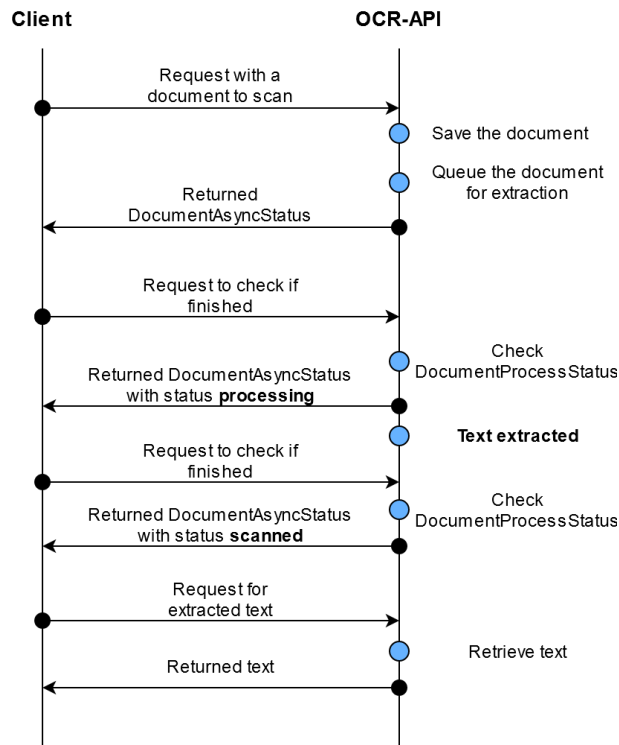 Client
OCR-API
Request with a
document to scan
Save the document
Queue the document
for extraction
Returned
DocumentAsyncStatus
Request to check if
finished
Check
DocumentProcessStatus
Returned DocumentAsyncStatus
with status processing
Text extracted
Request to check if
finished
Check
DocumentProcessStatus
Returned DocumentAsyncStatus
with status scanned
Request for
extracted text
Retrieve text
Returned text